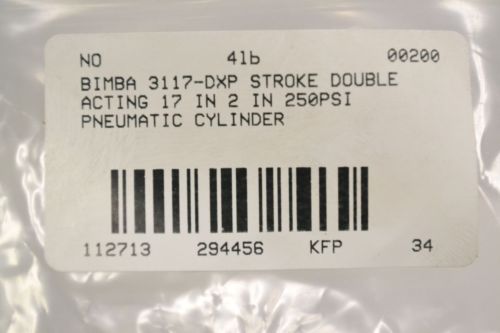 NO 4lb 00200
BIMBA 3117-DXP STROKE DOUBLE
ACTING 17 IN 2 IN 250PSI
PNEUMATIC CYLINDER
112713 294456 KFP 34